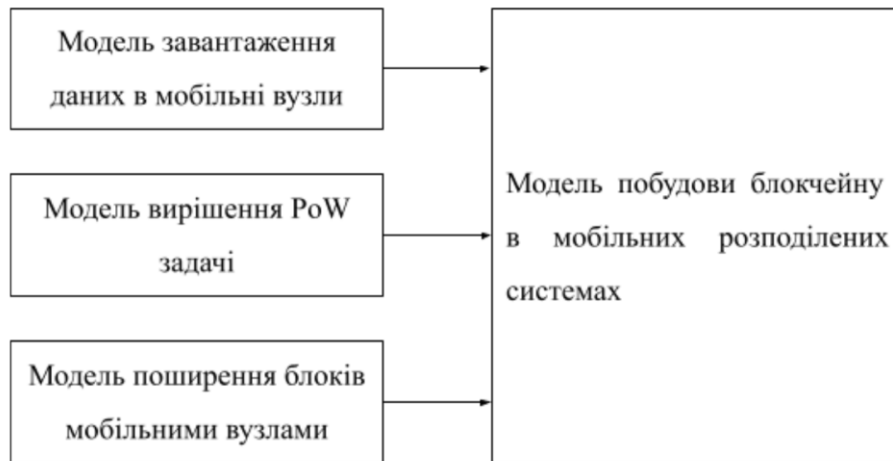 Модель завантаження
даних в мобільні вузли
Модель вирішення PoW
задачі
Модель поширення блоків
мобільними вузлами
Модель побудови блокчейну
в мобільних розподілених
системах